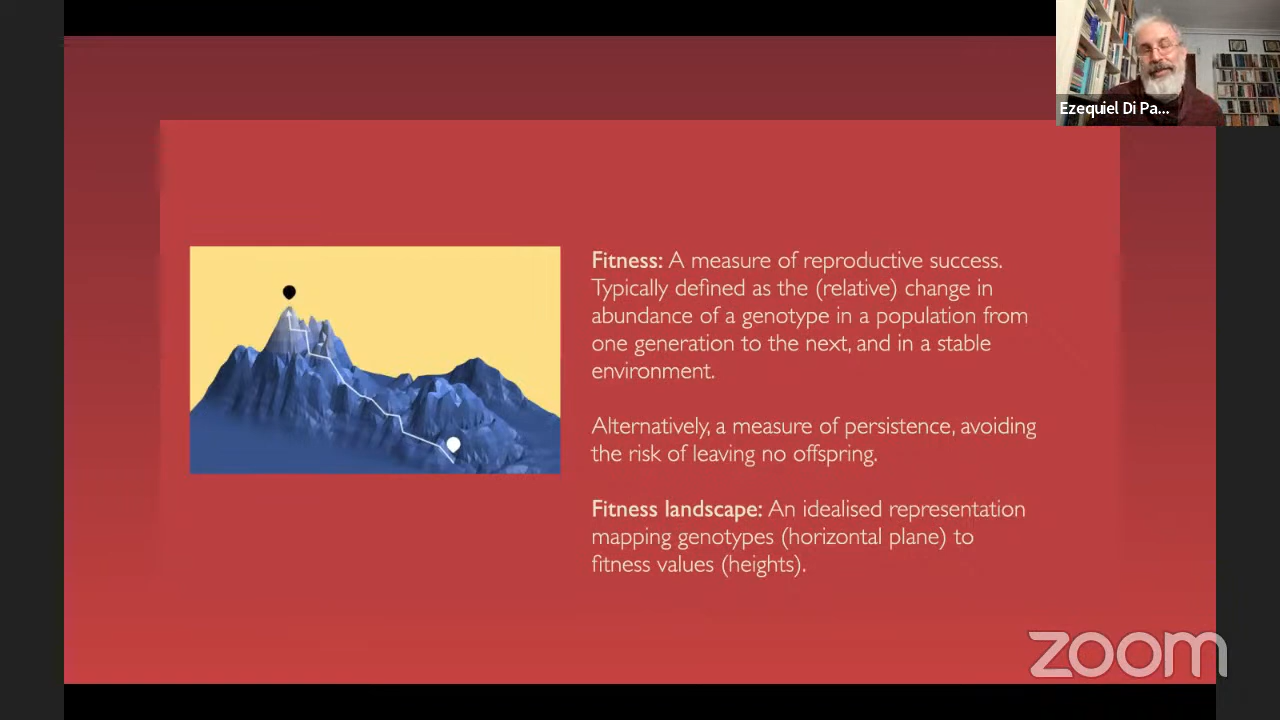 Ezequiel Di Pa...
Fitness: A measure of reproductive success.
Typically defined as the (relative) change in
abundance of a genotype in a population from
one generation to the next, and in a stable
environment.
Alternatively, a measure of persistence, avoiding
the risk of leaving no offspring.
Fitness landscape: An idealised representation
mapping genotypes (horizontal plane) to
fitness values (heights).
zoom